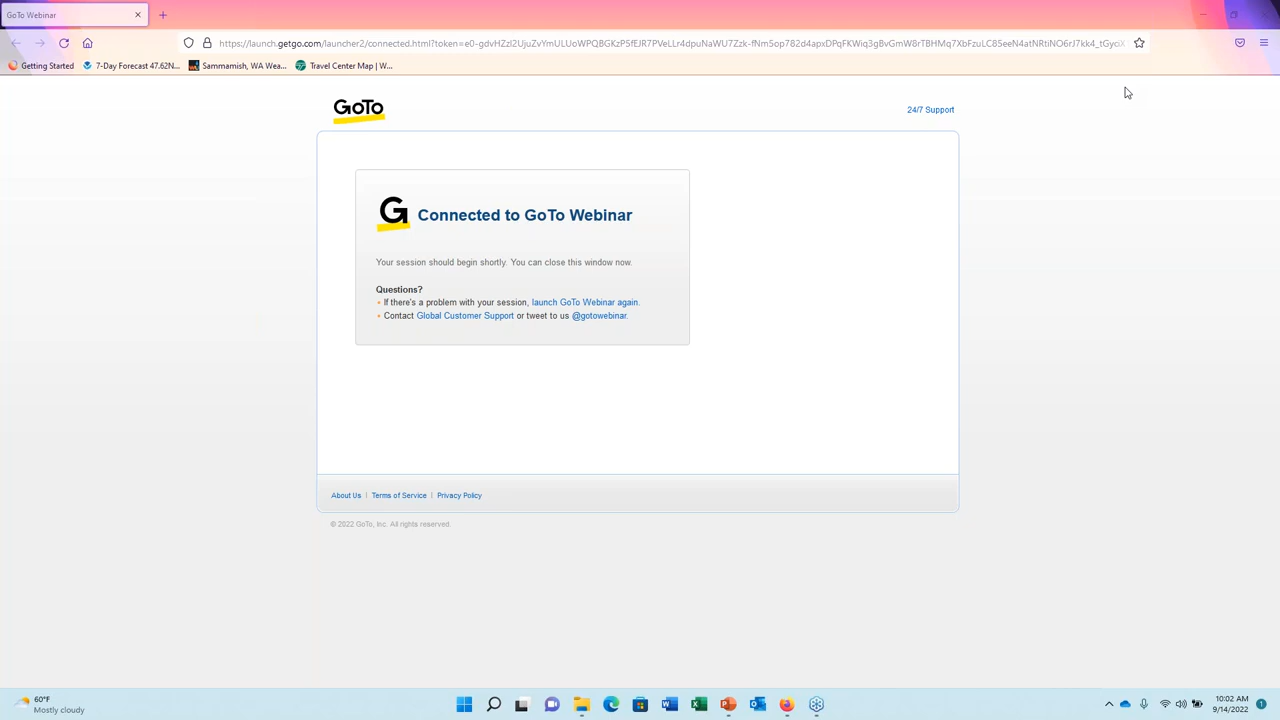 GoTo Webinar
https://launch.getgo.com/launcher2/connected.html?token=
Getting Started
7-Day Forecast 47.62N...
Sammamish, WA Wea...
Travel Center Map | W...
GoTo
24/7 Support
G Connected to GoTo Webinar
Your session should begin shortly. You can close this window now.
Questions?
• If there's a problem with your session, launch GoTo Webinar again.
• Contact Global Customer Support or tweet to us @gotowebinar.
About Us | Terms of Service | Privacy Policy
© 2022 GoTo, Inc. All rights reserved.
60°F
Mostly cloudy
10:02 AM
9/14/2022